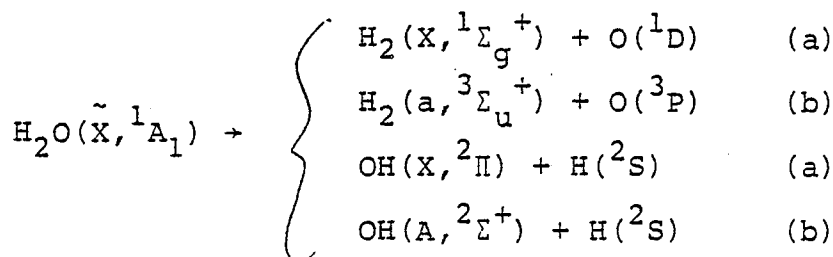 H₂(X,¹Σg⁺) + O(¹D) (a)
H₂(a,³Σu⁺) + O(³P) (b)
H₂O(X̃,¹A₁) →
OH(X,²Π) + H(²S) (a)
OH(A,²Σ⁺) + H(²S) (b)